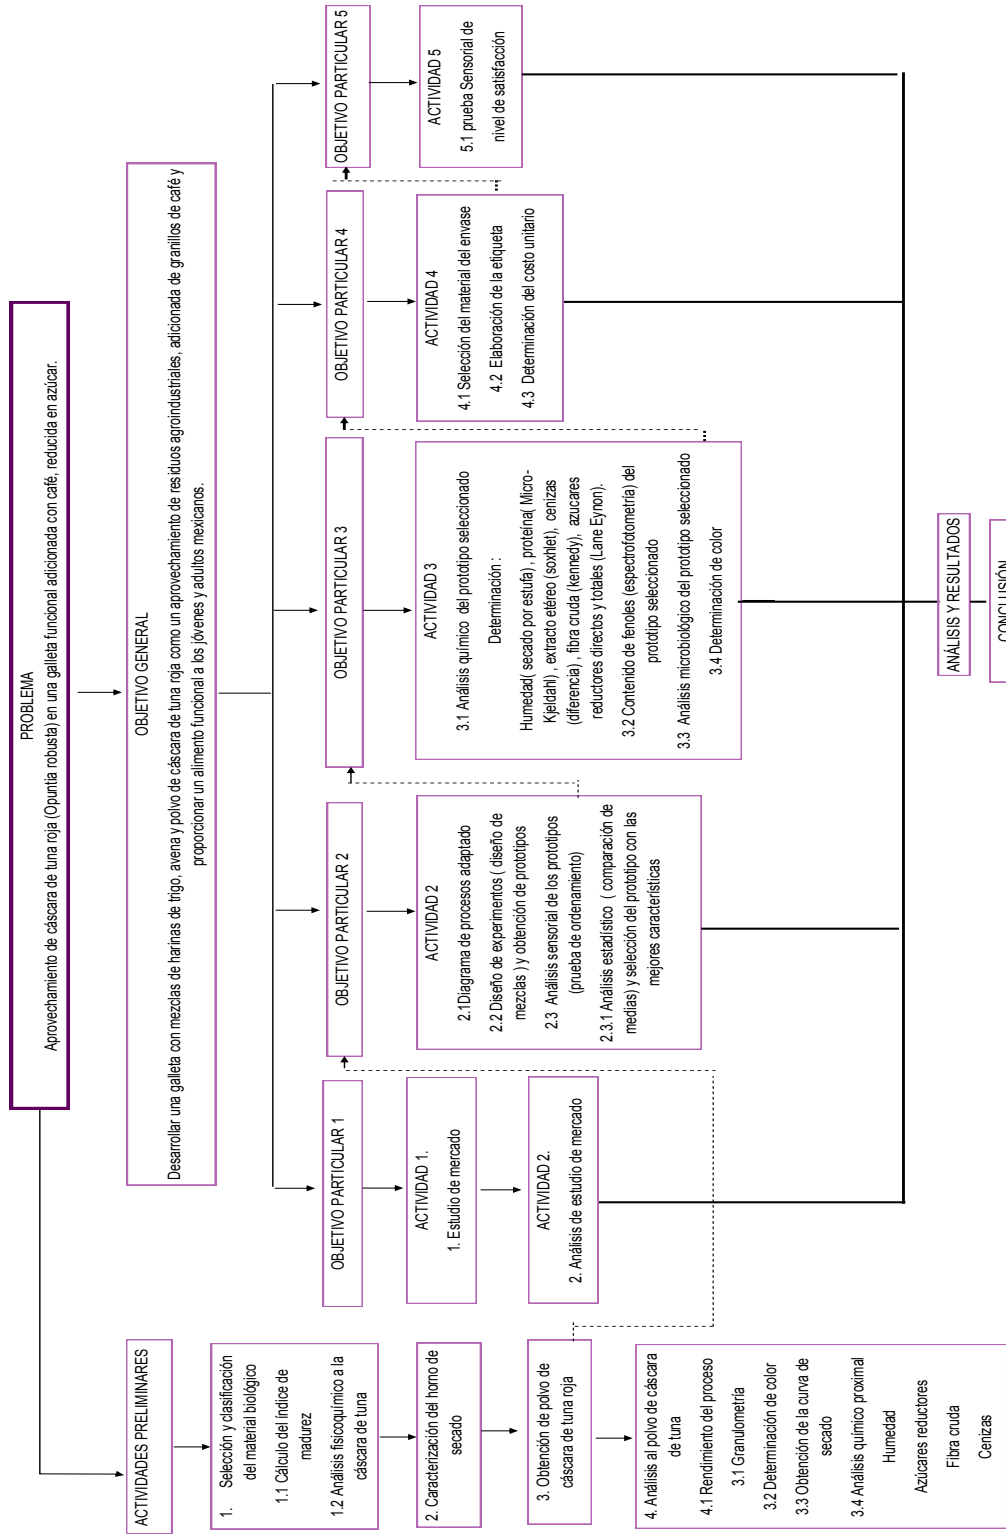 PROBLEMA
Aprovechamiento de cáscara de tuna roja (Opuntia robusta) en una galleta funcional adicionada con café, reducida en azúcar.
OBJETIVO GENERAL
Desarrollar una galleta con mezclas de harinas de trigo, avena y polvo de cáscara de tuna roja como un aprovechamiento de residuos agroindustriales, adicionada de granillos de café y
proporcionar un alimento funcional a los jóvenes y adultos mexicanos.
ACTIVIDADES PRELIMINARES
1. Selección y clasificación
del material biológico
1.1 Cálculo del índice de
madurez
1.2 Análisis fisicoquímico a la
cáscara de tuna
2. Caracterización del horno de
secado
3. Obtención de polvo de
cáscara de tuna roja
4. Análisis al polvo de cáscara
de tuna
4.1 Rendimiento del proceso
3.1 Granulometría
3.2 Determinación de color
3.3 Obtención de la curva de
secado
3.4 Análisis químico proximal
Humedad
Azúcares reductores
Fibra cruda
Cenizas
OBJETIVO PARTICULAR 1
ACTIVIDAD 1.
1. Estudio de mercado
ACTIVIDAD 2.
2. Análisis de estudio de mercado
OBJETIVO PARTICULAR 2
ACTIVIDAD 2
2.1Diagrama de procesos adaptado
2.2 Diseño de experimentos ( diseño de
mezclas ) y obtención de prototipos
2.3 Análisis sensorial de los prototipos
(prueba de ordenamiento)
2.3.1 Análisis estadístico ( comparación de
medias) y selección del prototipo con las
mejores características
OBJETIVO PARTICULAR 3
ACTIVIDAD 3
3.1 Análisis químico del prototipo seleccionado
Determinación :
Humedad( secado por estufa) , proteína( Micro-
Kjeldahl) , extracto etéreo (soxhlet), cenizas
(diferencia) , fibra cruda (kennedy), azucares
reductores directos y totales (Lane Eynon).
3.2 Contenido de fenoles (espectrofotometría) del
prototipo seleccionado
3.3 Análisis microbiológico del prototipo seleccionado
3.4 Determinación de color
OBJETIVO PARTICULAR 4
ACTIVIDAD 4
4.1 Selección del material del envase
4.2 Elaboración de la etiqueta
4.3 Determinación del costo unitario
OBJETIVO PARTICULAR 5
ACTIVIDAD 5
5.1 prueba Sensorial de
nivel de satisfacción
ANÁLISIS Y RESULTADOS
CONCLUSIÓN